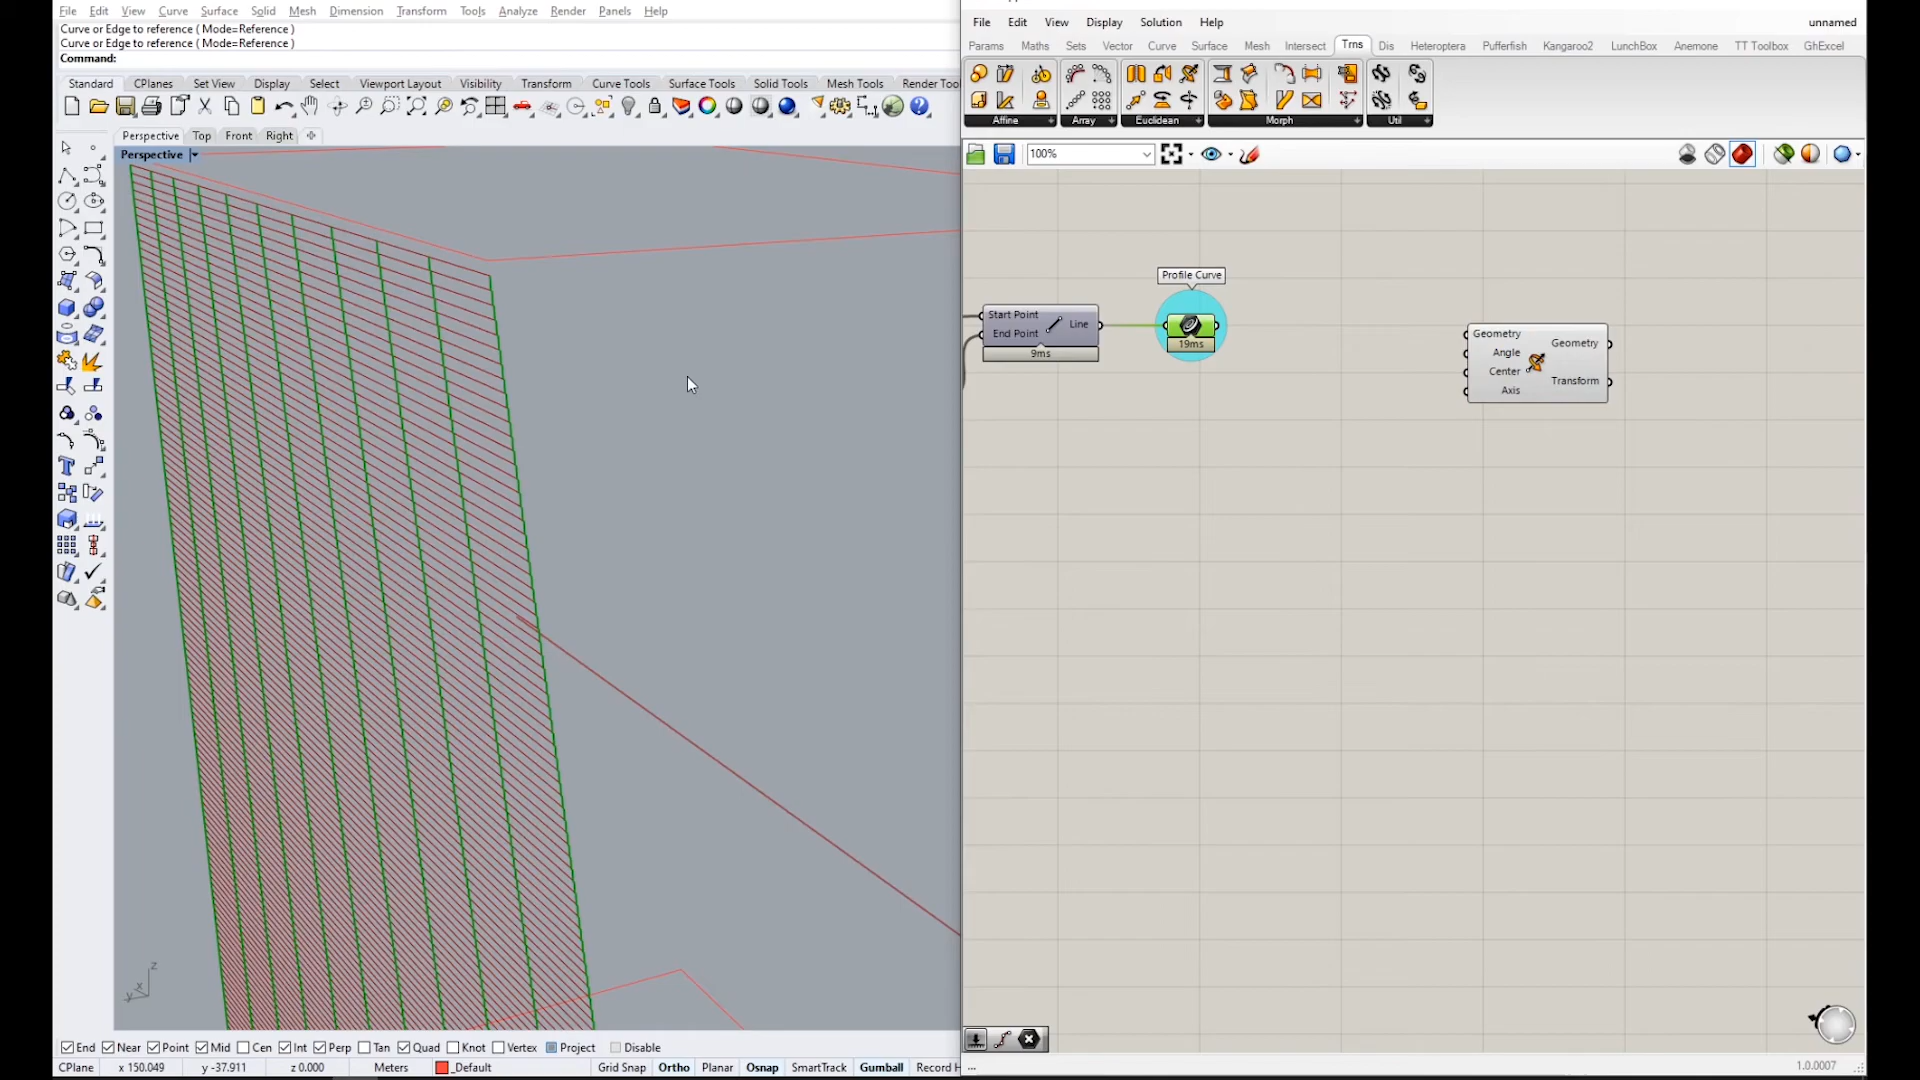 File Edit View Curve Surface Solid Mesh Dimension Transform Tools Analyze Render Panels Help
Curve or Edge to reference ( Mode=Reference )
Curve or Edge to reference ( Mode=Reference )
Command:
Standard CPlanes Set View Display Select Viewport Layout Visibility Transform Curve Tools Surface Tools Solid Tools Mesh Tools Render Too
Perspective Top Front Right
Perspective
z
x
y
End Near Point Mid Cen Int Perp Tan Quad Knot Vertex Project Disable
CPlane x 150.049 y -37.911 z 0.000 Meters _Default Grid Snap Ortho Planar Osnap SmartTrack Gumball Record H
File Edit View Display Solution Help unnamed
Params Maths Sets Vector Curve Surface Mesh Intersect Trns Dis Heteroptera Pufferfish Kangaroo2 LunchBox Anemone TT Toolbox GhExcel
Affine Array Euclidean Morph Util
100%
Profile Curve
Start Point
End Point
Line
9ms
19ms
Geometry
Angle
Center
Axis
Geometry
Transform
...
1.0.0007